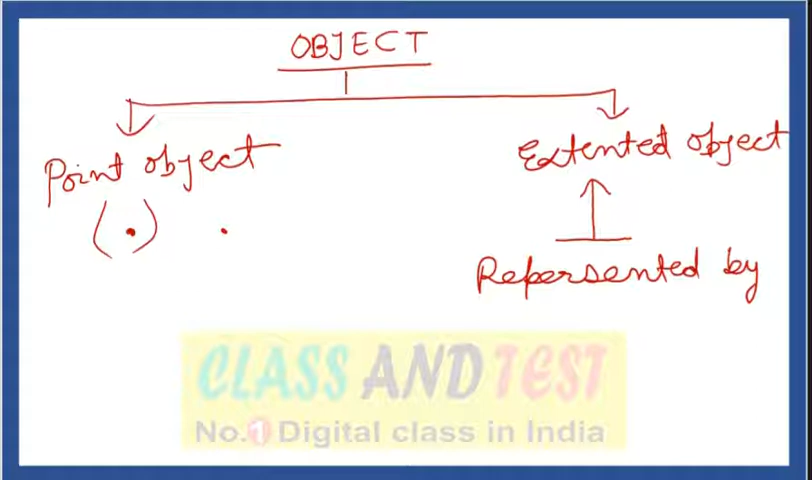 OBJECT
Point object
Extented object
(.) .
Repersented by
CLASS AND TEST
No.1 Digital class in India